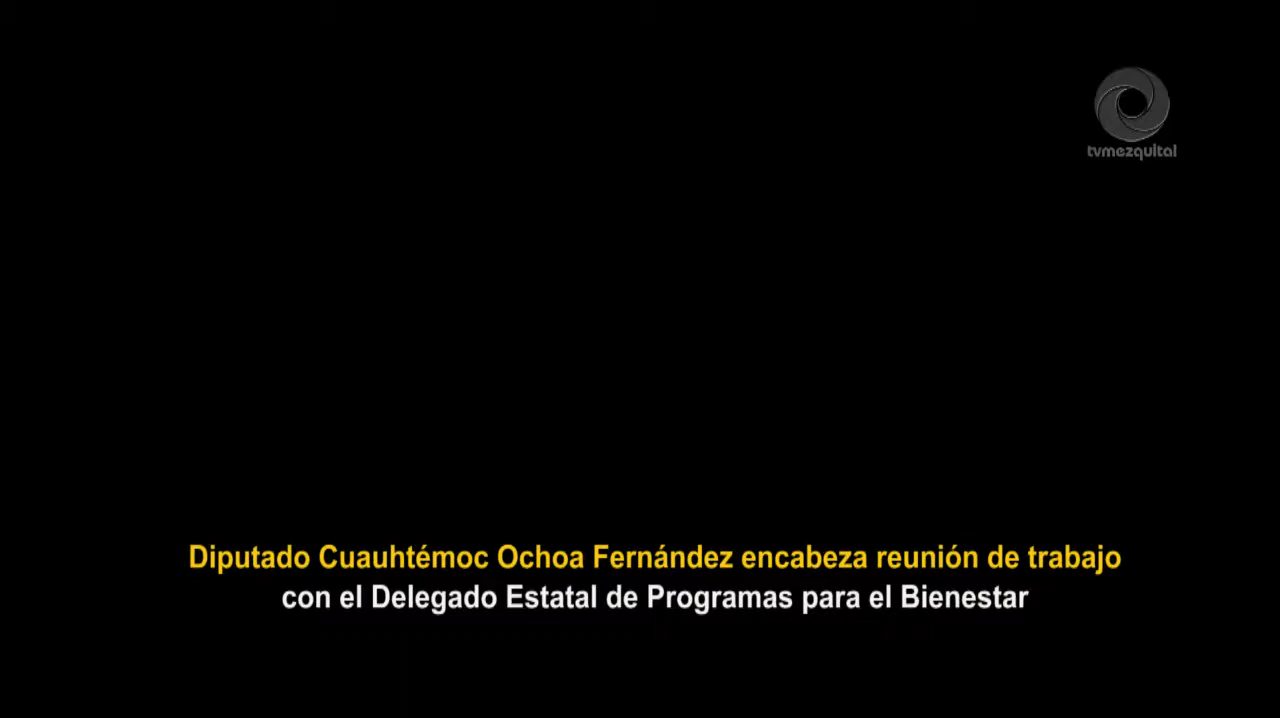 tvmezquital
Diputado Cuauhtémoc Ochoa Fernández encabeza reunión de trabajo
con el Delegado Estatal de Programas para el Bienestar